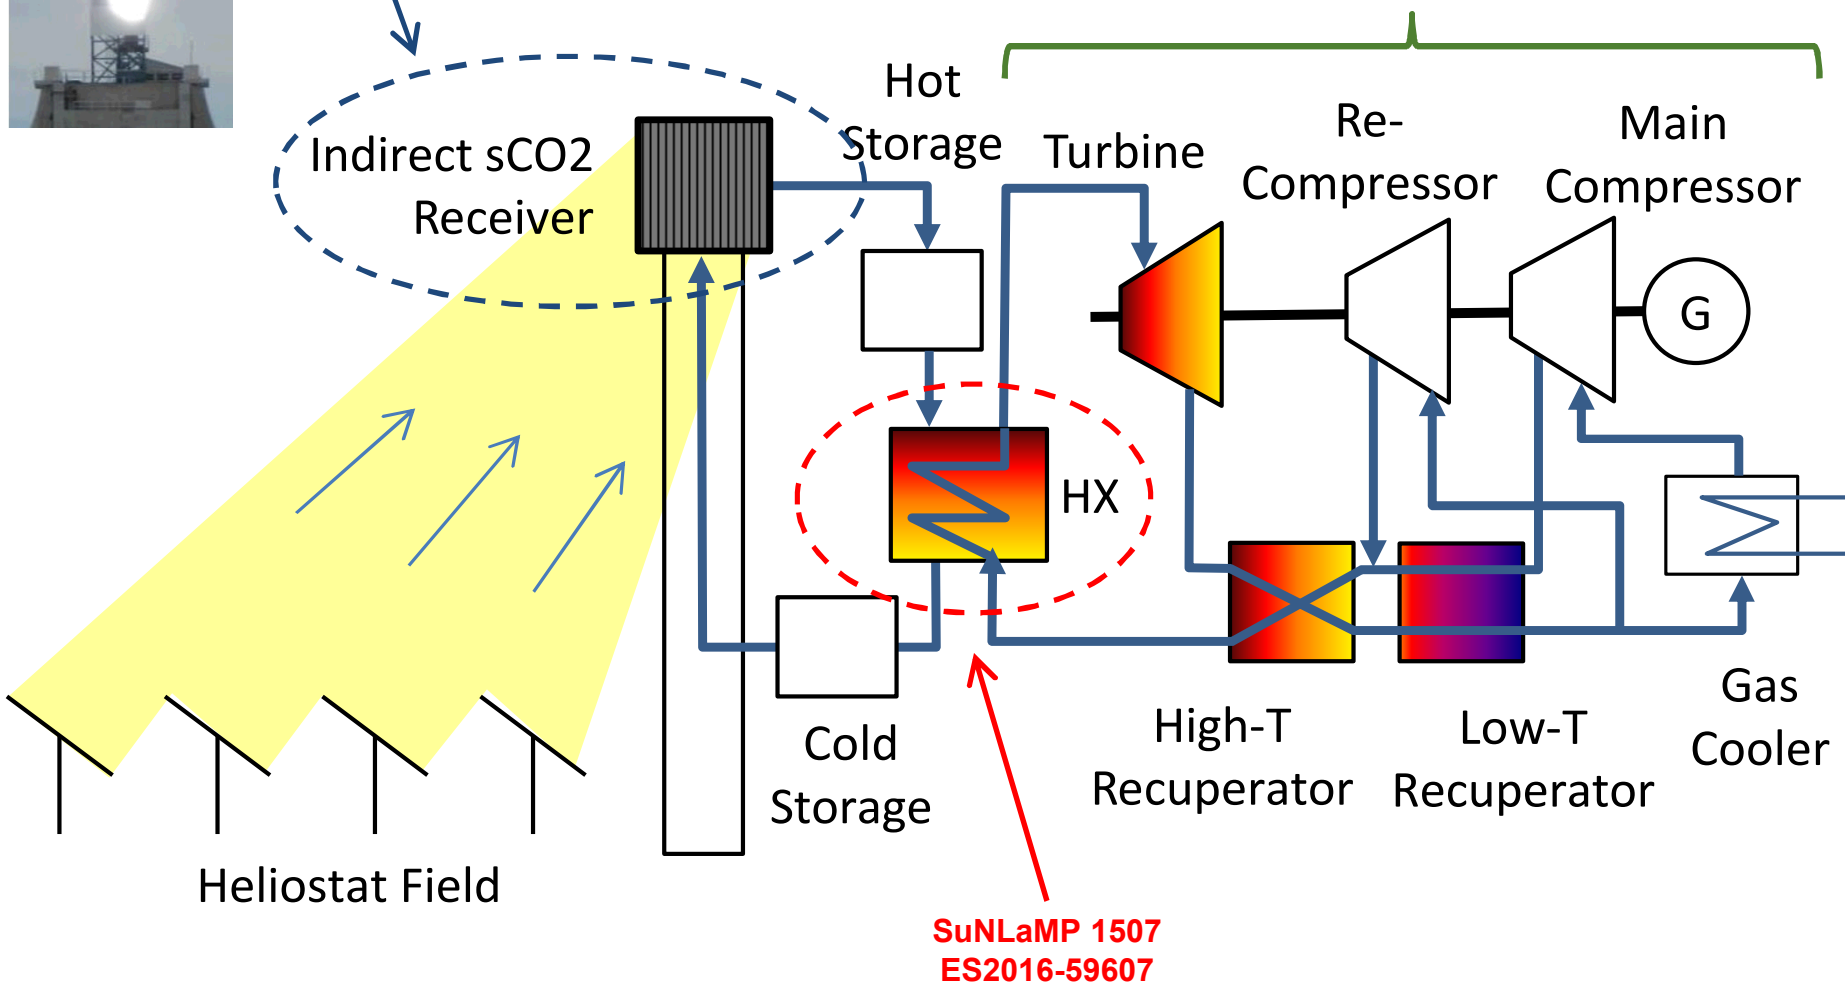 Hot
Storage
Indirect sCO2
Receiver
Turbine
Re-
Compressor
Main
Compressor
G
HX
Cold
Storage
High-T
Recuperator
Low-T
Recuperator
Gas
Cooler
Heliostat Field
SuNLaMP 1507
ES2016-59607